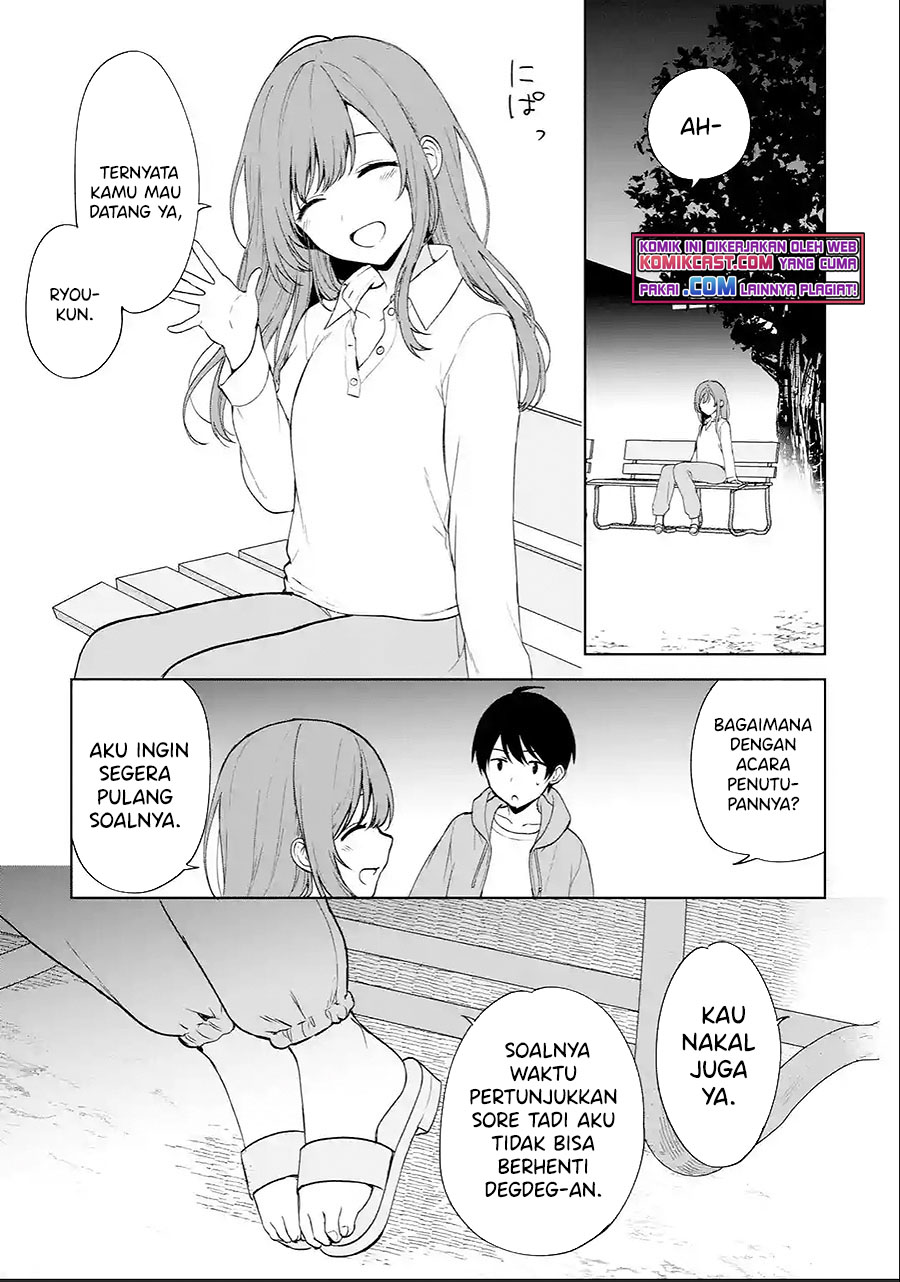 AH-
KOMIK INI DIKERJAKAN OLEH WEB
KOMIKCAST.COM YANG CUMA
PAKAI .COM LAINNYA PLAGIAT!
にぱっ
TERNYATA
KAMU MAU
DATANG YA,
RYOU-
KUN.
BAGAIMANA
DENGAN
ACARA
PENUTU-
PANNYA?
AKU INGIN
SEGERA
PULANG
SOALNYA.
KAU
NAKAL
JUGA
YA.
SOALNYA
WAKTU
PERTUNJUKKAN
SORE TADI AKU
TIDAK BISA
BERHENTI
DEGDEG-AN.